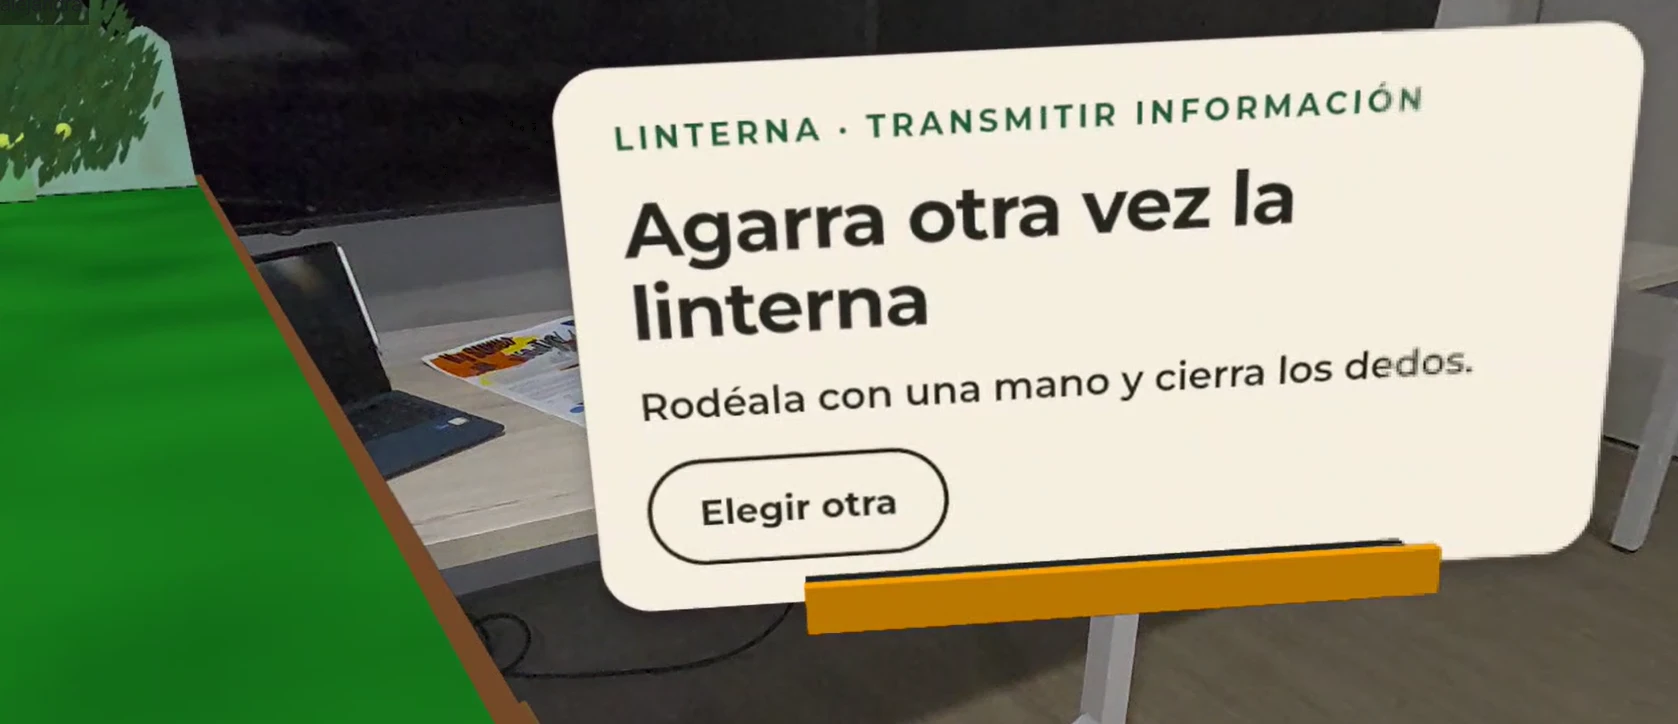 LINTERNA · TRANSMITIR INFORMACIÓN
Agarra otra vez la
linterna
Rodéala con una mano y cierra los dedos.
Elegir otra